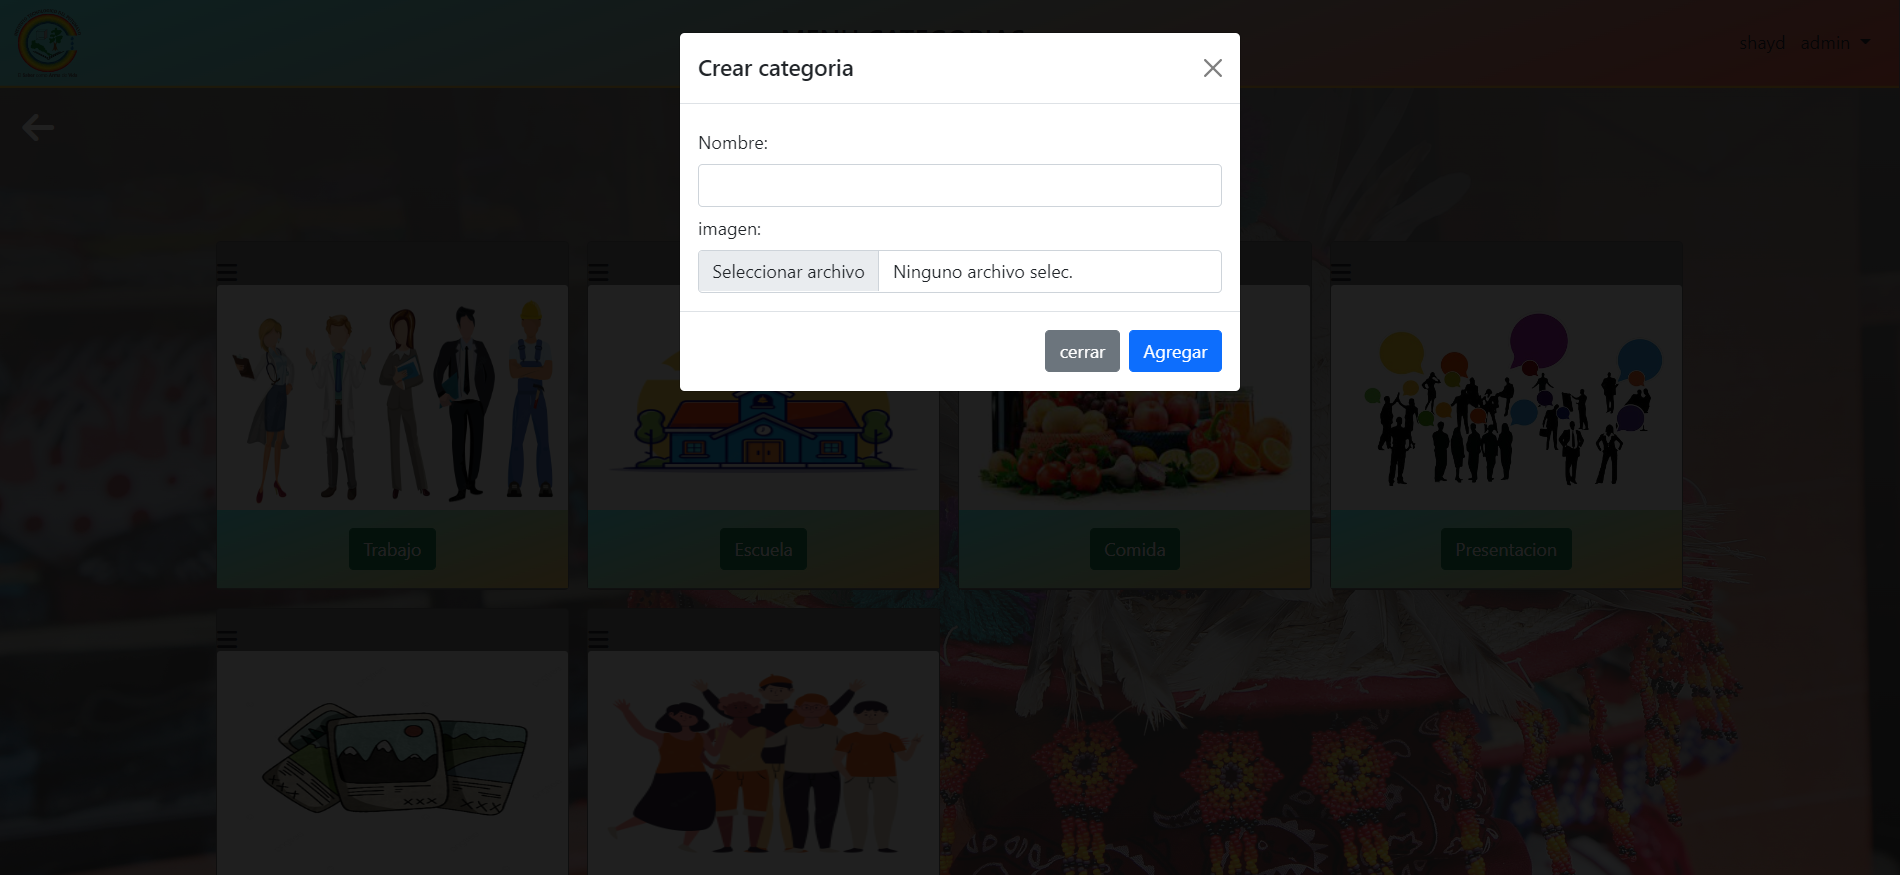 shayd admin
Crear categoria
Nombre:
imagen:
Seleccionar archivo Ninguno archivo selec.
cerrar Agregar
Trabajo Escuela Comida Presentacion